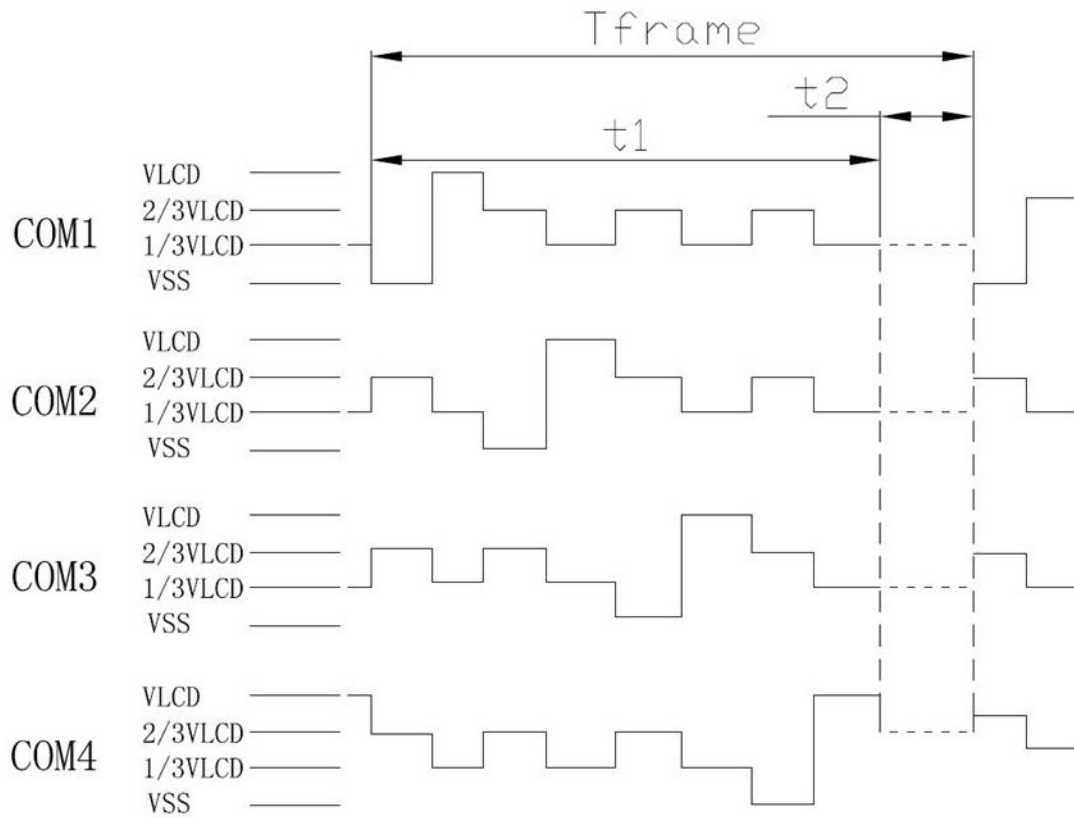 Tframe
t2
t1
VLCD
2/3VLCD
COM1
1/3VLCD
VSS
VLCD
2/3VLCD
COM2
1/3VLCD
VSS
VLCD
2/3VLCD
COM3
1/3VLCD
VSS
VLCD
2/3VLCD
COM4
1/3VLCD
VSS